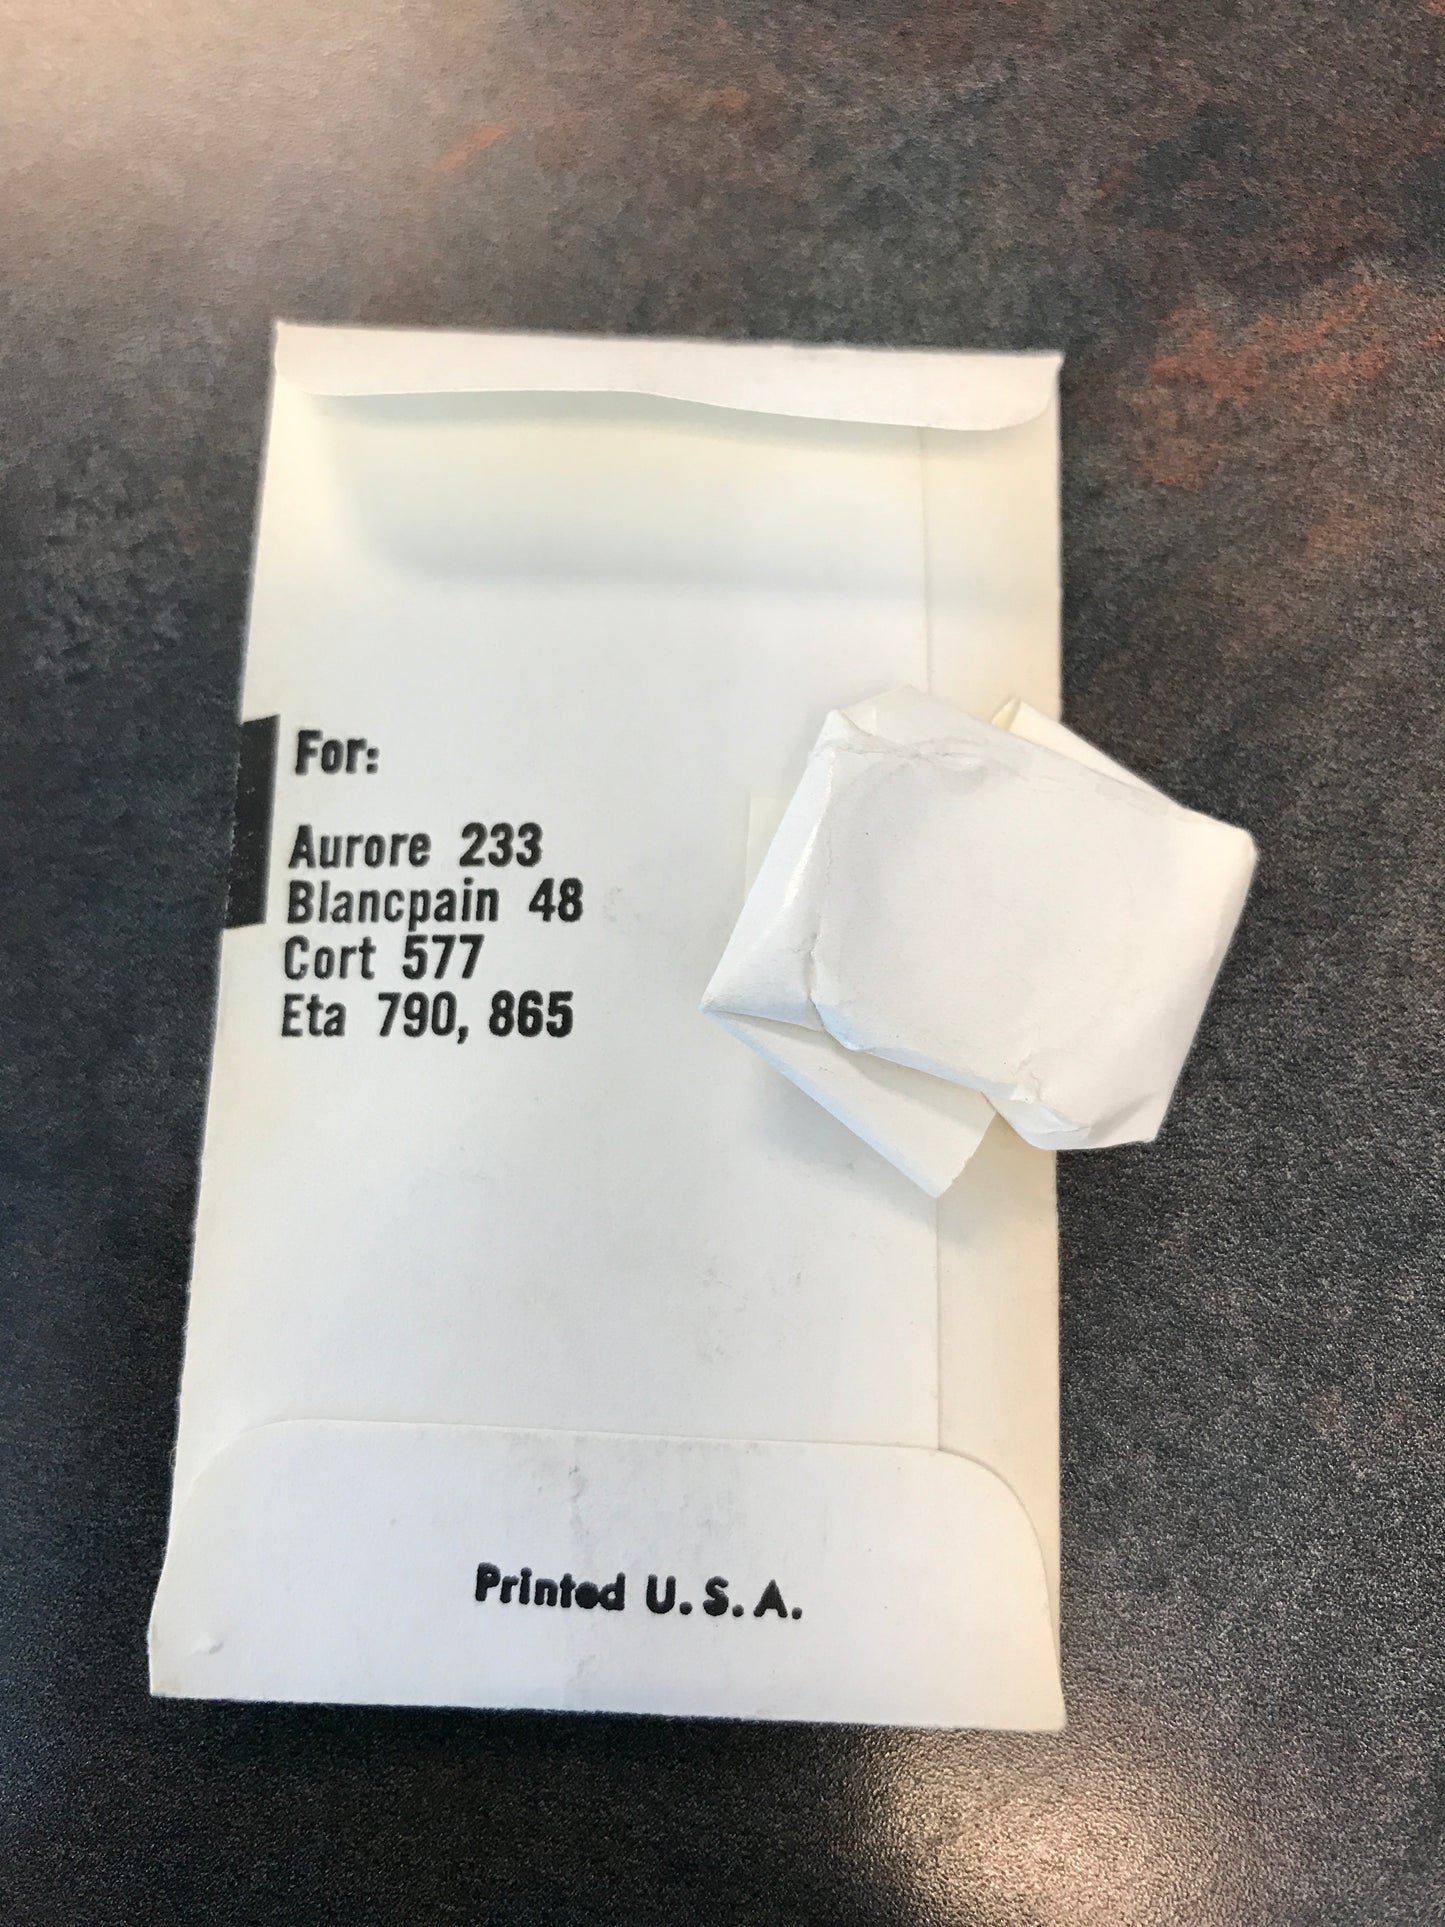 For:
Aurore 233
Blancpain 48
Cort 577
Eta 790, 865
Printed U.S.A.